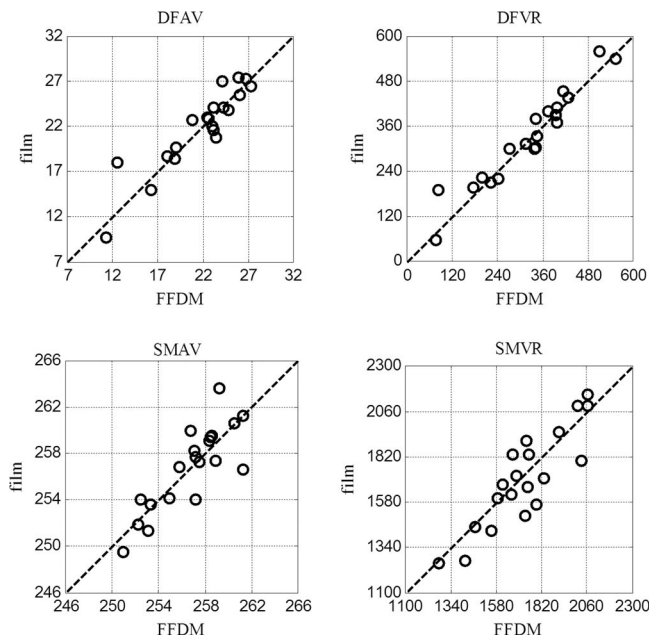 DFAV
32
27
22
17
12
7
film
7 12 17 22 27 32
FFDM
DFVR
600
480
360
240
120
0
film
0 120 240 360 480 600
FFDM
SMAV
266
262
258
254
250
246
film
246 250 254 258 262 266
FFDM
SMVR
2300
2060
1820
1580
1340
1100
film
1100 1340 1580 1820 2060 2300
FFDM